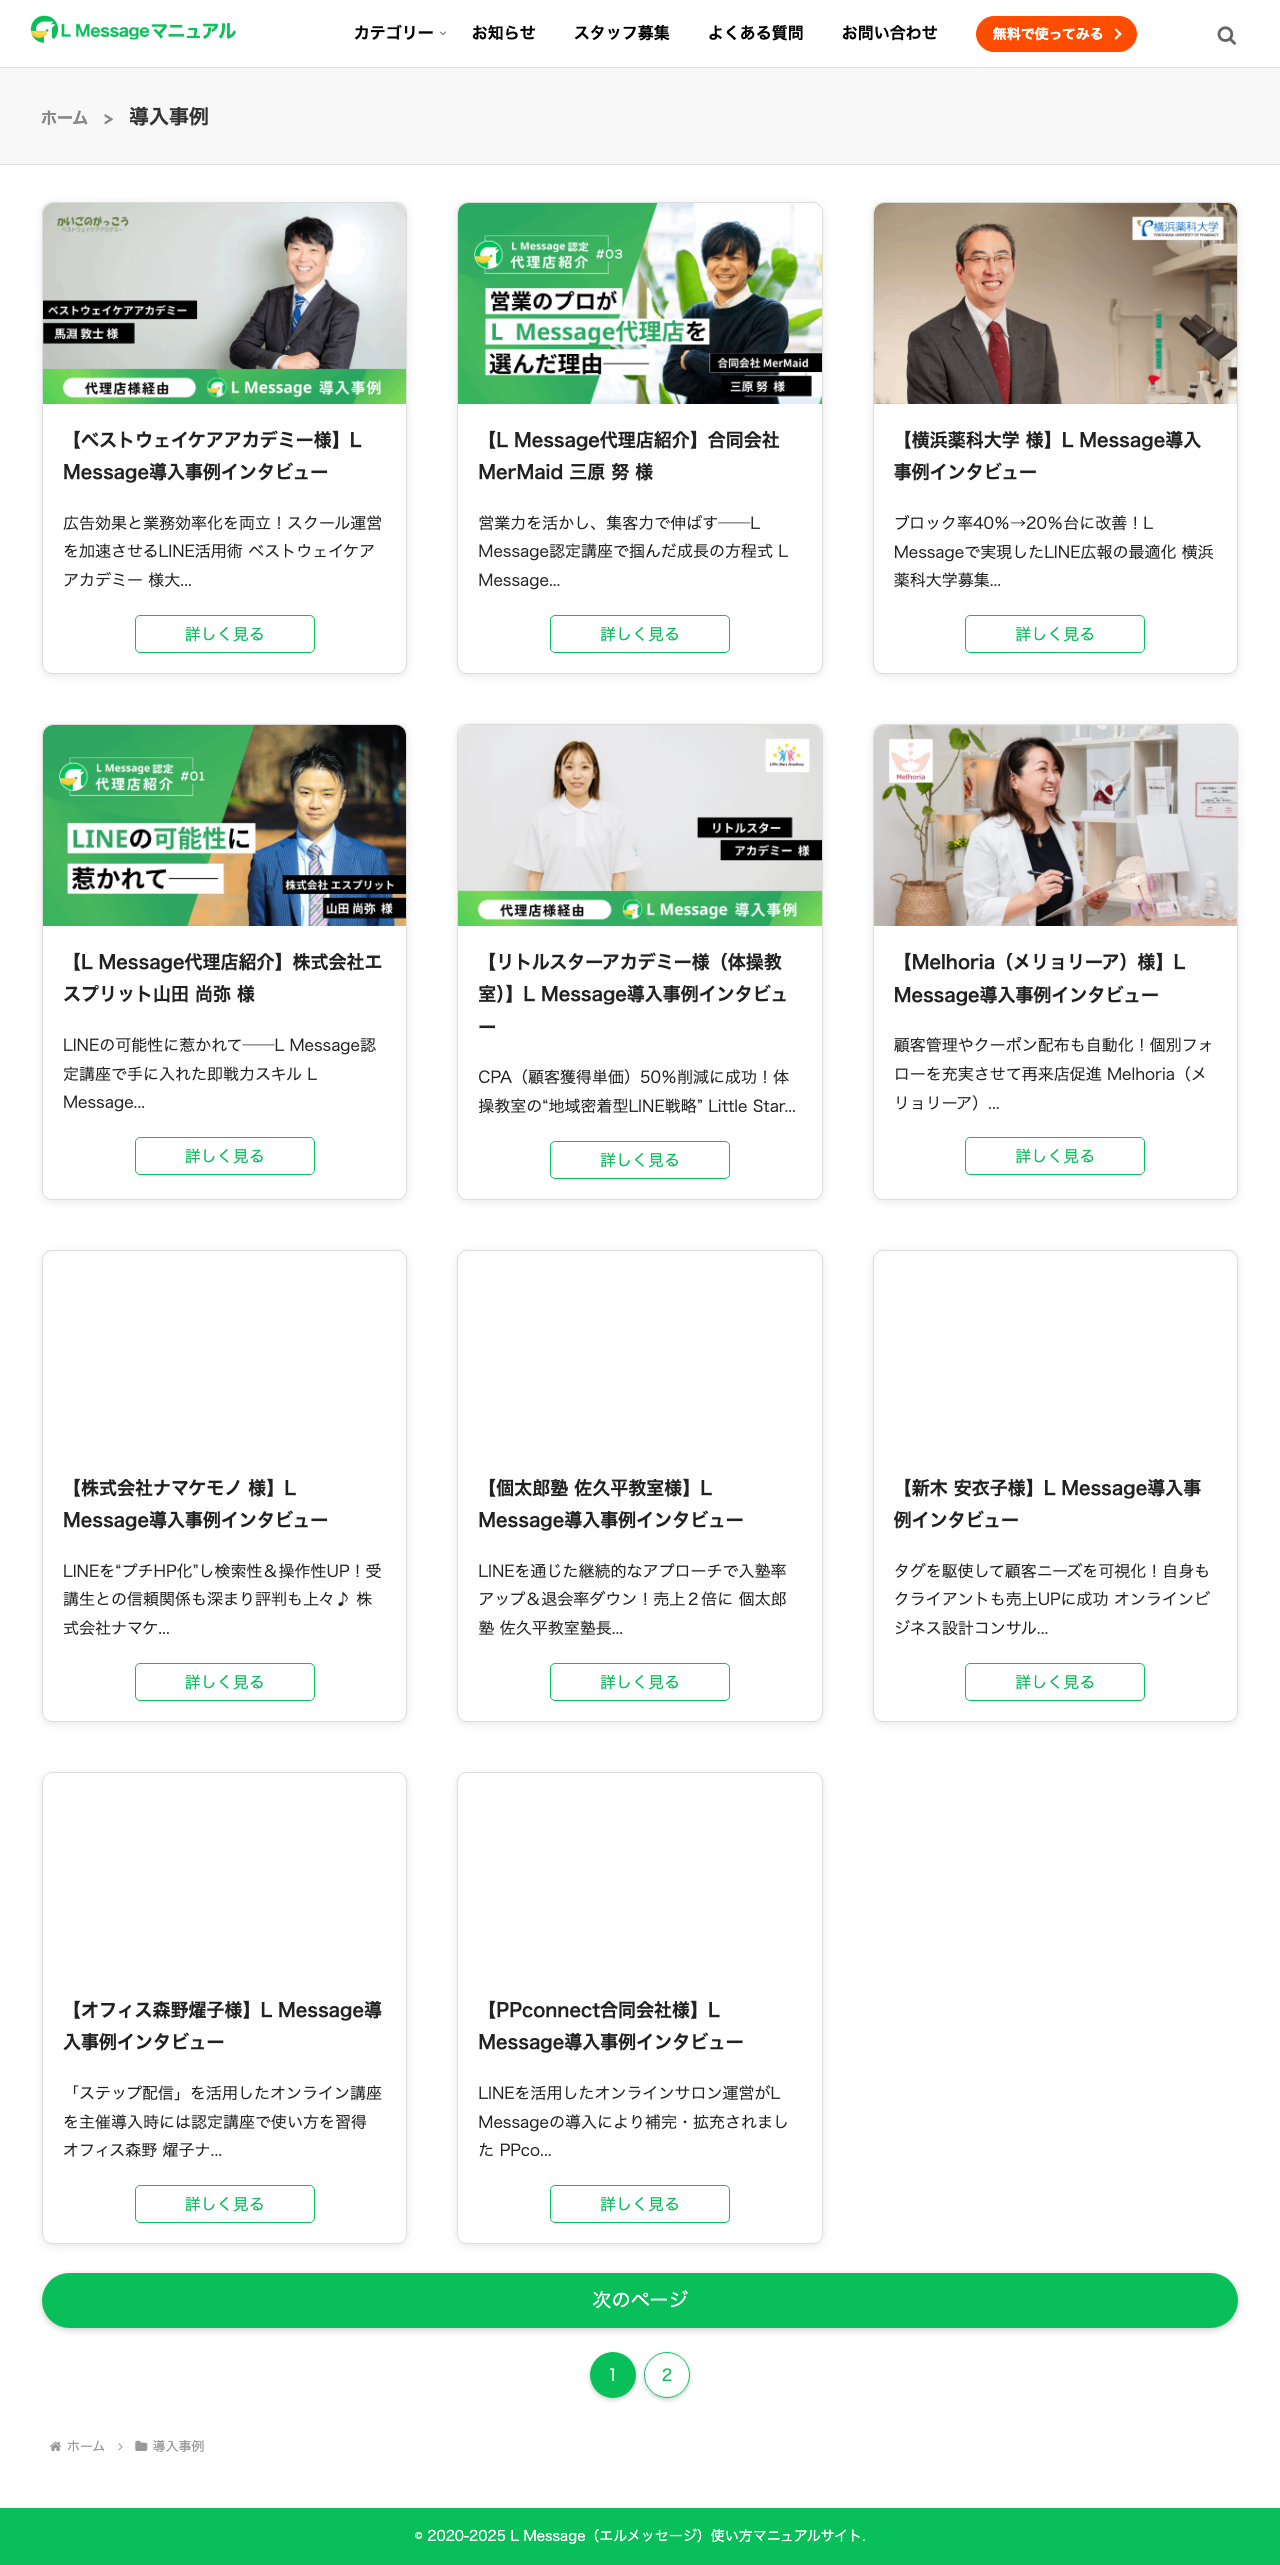 L Messageマニュアル
カテゴリー
お知らせ
スタッフ募集
よくある質問
お問い合わせ
無料で使ってみる
ホーム > 導入事例
かいごのがっこう
ベストウェイケアアカデミー
ベストウェイケアアカデミー
馬淵 敦士 様
代理店様経由
L Message 導入事例
【ベストウェイケアアカデミー様】L
Message導入事例インタビュー
広告効果と業務効率化を両立！スクール運営
を加速させるLINE活用術 ベストウェイケア
アカデミー 様大...
詳しく見る
L Message 認定
代理店紹介 #03
営業のプロが
L Message代理店を
選んだ理由──
合同会社 MerMaid
三原 努 様
【L Message代理店紹介】合同会社
MerMaid 三原 努 様
営業力を活かし、集客力で伸ばす──L
Message認定講座で掴んだ成長の方程式 L
Message...
詳しく見る
横浜薬科大学
YOKOHAMA UNIVERSITY OF PHARMACY
【横浜薬科大学 様】L Message導入
事例インタビュー
ブロック率40%→20%台に改善！L
Messageで実現したLINE広報の最適化 横浜
薬科大学募集...
詳しく見る
L Message 認定
代理店紹介 #01
LINEの可能性に
惹かれて──
株式会社 エスプリット
山田 尚弥 様
【L Message代理店紹介】株式会社エ
スプリット山田 尚弥 様
LINEの可能性に惹かれて──L Message認
定講座で手に入れた即戦力スキル L
Message...
詳しく見る
Little Stars Academy
リトルスター
アカデミー 様
代理店様経由
L Message 導入事例
【リトルスターアカデミー様（体操教
室）】L Message導入事例インタビュ
ー
CPA（顧客獲得単価）50%削減に成功！体
操教室の“地域密着型LINE戦略” Little Star...
詳しく見る
Melhoria
【Melhoria（メリョリーア）様】L
Message導入事例インタビュー
顧客管理やクーポン配布も自動化！個別フォ
ローを充実させて再来店促進 Melhoria（メ
リョリーア）...
詳しく見る
【株式会社ナマケモノ 様】L
Message導入事例インタビュー
LINEを“プチHP化”し検索性＆操作性UP！受
講生との信頼関係も深まり評判も上々♪ 株
式会社ナマケ...
詳しく見る
【個太郎塾 佐久平教室様】L
Message導入事例インタビュー
LINEを通じた継続的なアプローチで入塾率
アップ＆退会率ダウン！売上２倍に 個太郎
塾 佐久平教室塾長...
詳しく見る
【新木 安衣子様】L Message導入事
例インタビュー
タグを駆使して顧客ニーズを可視化！自身も
クライアントも売上UPに成功 オンラインビ
ジネス設計コンサル...
詳しく見る
【オフィス森野燿子様】L Message導
入事例インタビュー
「ステップ配信」を活用したオンライン講座
を主催導入時には認定講座で使い方を習得
オフィス森野 燿子ナ...
詳しく見る
【PPconnect合同会社様】L
Message導入事例インタビュー
LINEを活用したオンラインサロン運営がL
Messageの導入により補完・拡充されまし
た PPco...
詳しく見る
次のページ
1 2
ホーム > 導入事例
© 2020-2025 L Message（エルメッセージ）使い方マニュアルサイト.